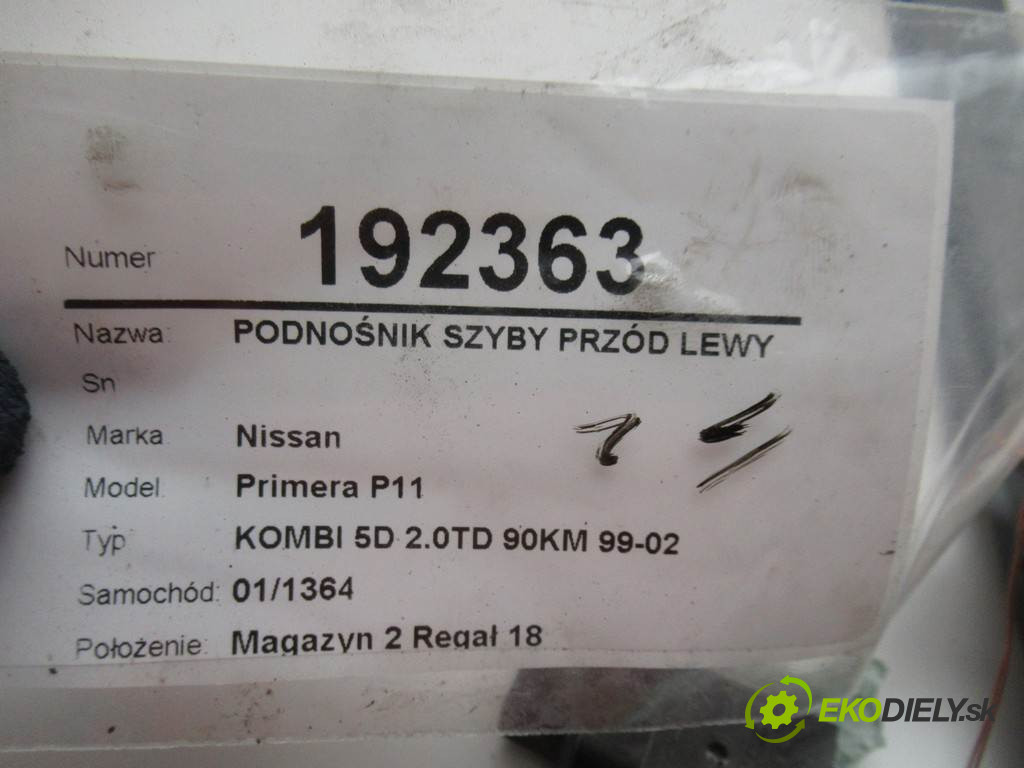 Numer 192363
Nazwa: PODNOŚNIK SZYBY PRZÓD LEWY
Sn
Marka Nissan
Model: Primera P11
Typ KOMBI 5D 2.0TD 90KM 99-02
Samochód: 01/1364
Położenie: Magazyn 2 Regał 18
EKODIELY.sk